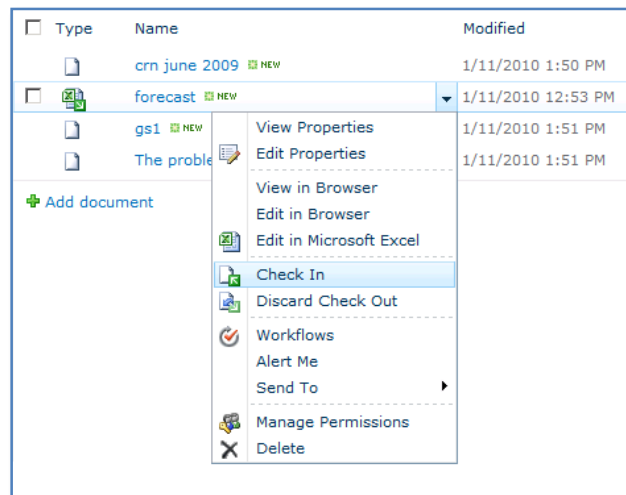 Type Name Modified
crn june 2009 NEW 1/11/2010 1:50 PM
forecast NEW 1/11/2010 12:53 PM
gs1 NEW 1/11/2010 1:51 PM
The proble 1/11/2010 1:51 PM
Add document
View Properties
Edit Properties
View in Browser
Edit in Browser
Edit in Microsoft Excel
Check In
Discard Check Out
Workflows
Alert Me
Send To
Manage Permissions
Delete